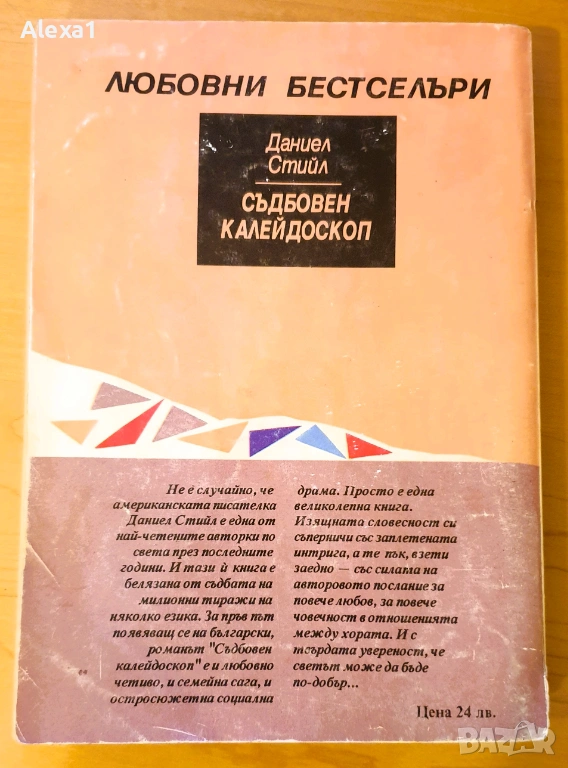 Alexa1
ЛЮБОВНИ БЕСТСЕЛЪРИ
Даниел
Стийл
СЪДБОВЕН
КАЛЕЙДОСКОП
Не е случайно, че
американската писателка
Даниел Стийл е една от
най-четените авторки по
света през последните
години. И тази ѝ книга е
белязана от съдбата на
милионни тиражи на
няколко езика. За пръв път
появяващ се на български,
романът "Съдбовен
калейдоскоп" е и любовно
четиво, и семейна сага, и
остросюжетна социална
драма. Просто е една
великолепна книга.
Изящната словесност си
съперничи със заплетената
интрига, а те пък, взети
заедно – със силата на
авторовото послание за
повече любов, за повече
човечност в отношенията
между хората. И с
твърдата увереност, че
светът може да бъде
по-добър...
Цена 24 лв.
BAZAR